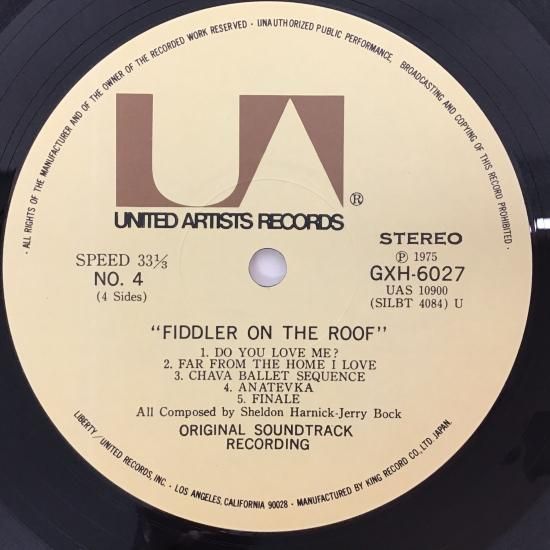 · ALL RIGHTS OF THE MANUFACTURER AND OF THE OWNER OF THE RECORDED WORK RESERVED · UNAUTHORIZED PUBLIC PERFORMANCE, BROADCASTING AND COPYING OF THIS RECORD PROHIBITED ·
UA ®
UNITED ARTISTS RECORDS
SPEED 33⅓
NO. 4
(4 Sides)
STEREO
Ⓟ 1975
GXH-6027
UAS 10900
(SILBT 4084) U
"FIDDLER ON THE ROOF"
1. DO YOU LOVE ME?
2. FAR FROM THE HOME I LOVE
3. CHAVA BALLET SEQUENCE
4. ANATEVKA
5. FINALE
All Composed by Sheldon Harnick-Jerry Bock
ORIGINAL SOUNDTRACK
RECORDING
LIBERTY/UNITED RECORDS, INC. · LOS ANGELES, CALIFORNIA 90028 · MANUFACTURED BY KING RECORD CO., LTD. JAPAN.